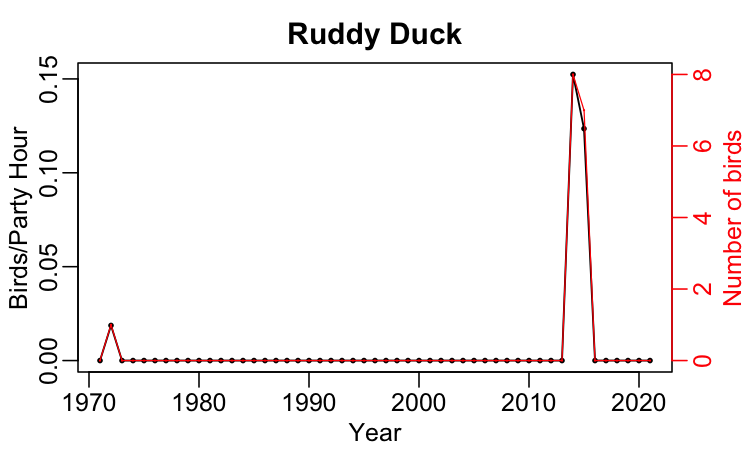 Ruddy Duck
Birds/Party Hour
0.00 0.05 0.10 0.15
Number of birds
0 2 4 6 8
1970 1980 1990 2000 2010 2020
Year